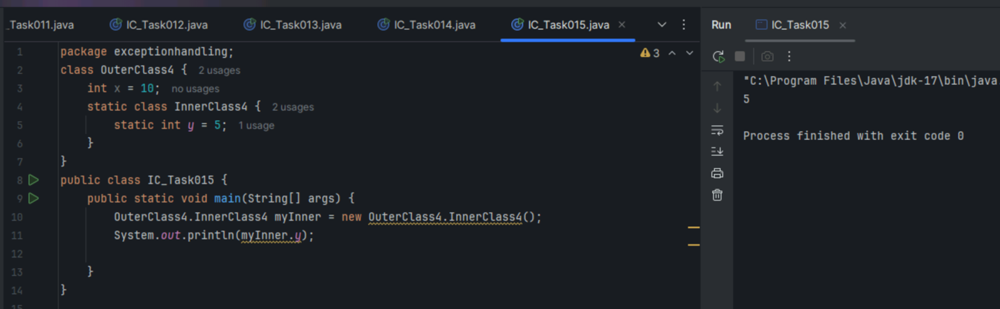 _Task011.java IC_Task012.java IC_Task013.java IC_Task014.java IC_Task015.java Run IC_Task015
1 package exceptionhandling; 3
2 class OuterClass4 { 2 usages
3 int x = 10; no usages
4 static class InnerClass4 { 2 usages
5 static int y = 5; 1 usage
6 }
7 }
8 public class IC_Task015 {
9 public static void main(String[] args) {
10 OuterClass4.InnerClass4 myInner = new OuterClass4.InnerClass4();
11 System.out.println(myInner.y);
12
13 }
14 }
15
"C:\Program Files\Java\jdk-17\bin\java
5
Process finished with exit code 0